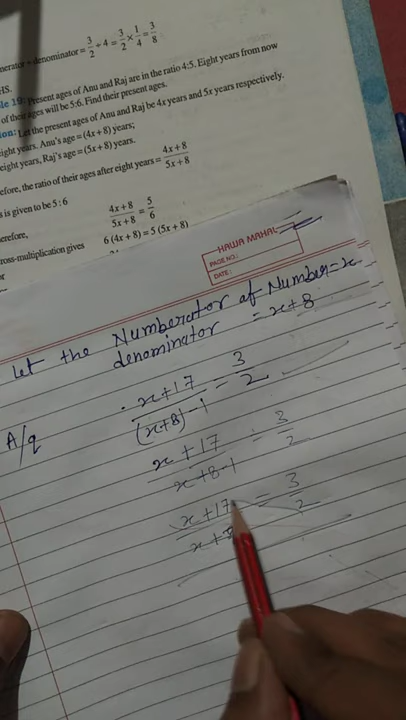 denominator = 3/2 ÷ 4 = 3/2 × 1/4 = 3/8
Present ages of Anu and Raj are in the ratio 4:5. Eight years from now
of their ages will be 5:6. Find their present ages.
Let the present ages of Anu and Raj be 4x years and 5x years respectively.
eight years. Anu's age = (4x + 8) years;
eight years, Raj's age = (5x + 8) years.
the ratio of their ages after eight years = 4x + 8 / 5x + 8
is given to be 5 : 6
4x + 8 / 5x + 8 = 5 / 6
cross-multiplication gives 6 (4x + 8) = 5 (5x + 8)
HAWA MAHAL
PAGE NO.:
DATE:
Let the Numberator of Number = x
denominator = x+8
A/q x+17 / (x+8)-1 = 3/2
x+17 / x+8-1 = 3/2
x+17 / x+ = 3/2